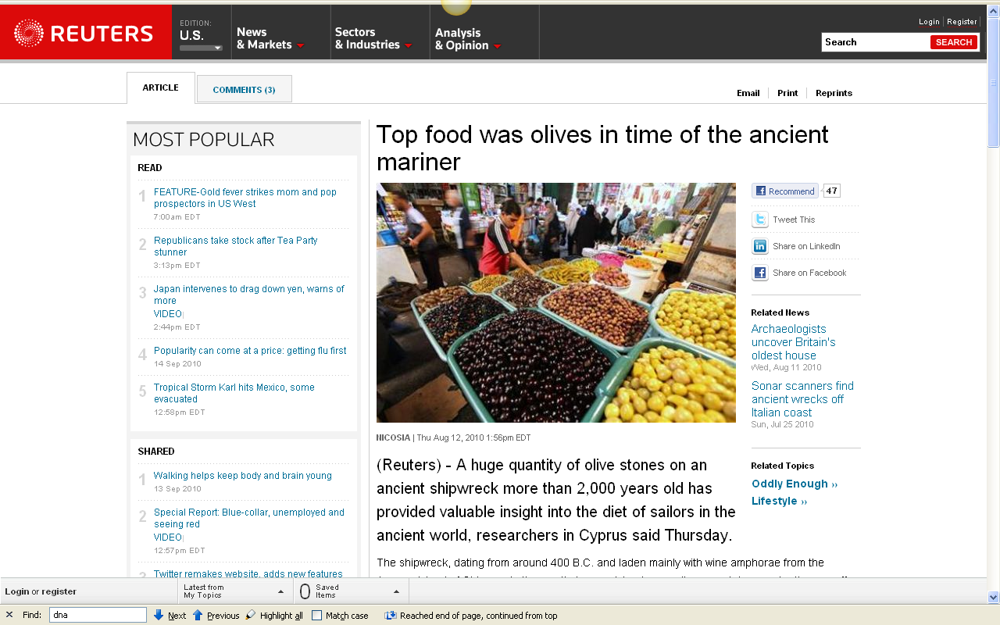 REUTERS
EDITION:
U.S.
News
& Markets
Sectors
& Industries
Analysis
& Opinion
Login
Register
Search
SEARCH
ARTICLE
COMMENTS (3)
Email
Print
Reprints
MOST POPULAR
READ
1
FEATURE-Gold fever strikes mom and pop
prospectors in US West
7:00am EDT
2
Republicans take stock after Tea Party
stunner
3:13pm EDT
3
Japan intervenes to drag down yen, warns of
more
VIDEO
2:44pm EDT
4
Popularity can come at a price: getting flu first
14 Sep 2010
5
Tropical Storm Karl hits Mexico, some
evacuated
12:58pm EDT
SHARED
1
Walking helps keep body and brain young
13 Sep 2010
2
Special Report: Blue-collar, unemployed and
seeing red
VIDEO
12:57pm EDT
3
Twitter remakes website, adds new features
Top food was olives in time of the ancient
mariner
NICOSIA | Thu Aug 12, 2010 1:56pm EDT
(Reuters) - A huge quantity of olive stones on an
ancient shipwreck more than 2,000 years old has
provided valuable insight into the diet of sailors in the
ancient world, researchers in Cyprus said Thursday.
The shipwreck, dating from around 400 B.C. and laden mainly with wine amphorae from the
Recommend
47
Tweet This
Share on LinkedIn
Share on Facebook
Related News
Archaeologists
uncover Britain's
oldest house
Wed, Aug 11 2010
Sonar scanners find
ancient wrecks off
Italian coast
Sun, Jul 25 2010
Related Topics
Oddly Enough ››
Lifestyle ››
Login or register
Latest from
My Topics
0
Saved
Items
Find:
dna
Next
Previous
Highlight all
Match case
Reached end of page, continued from top